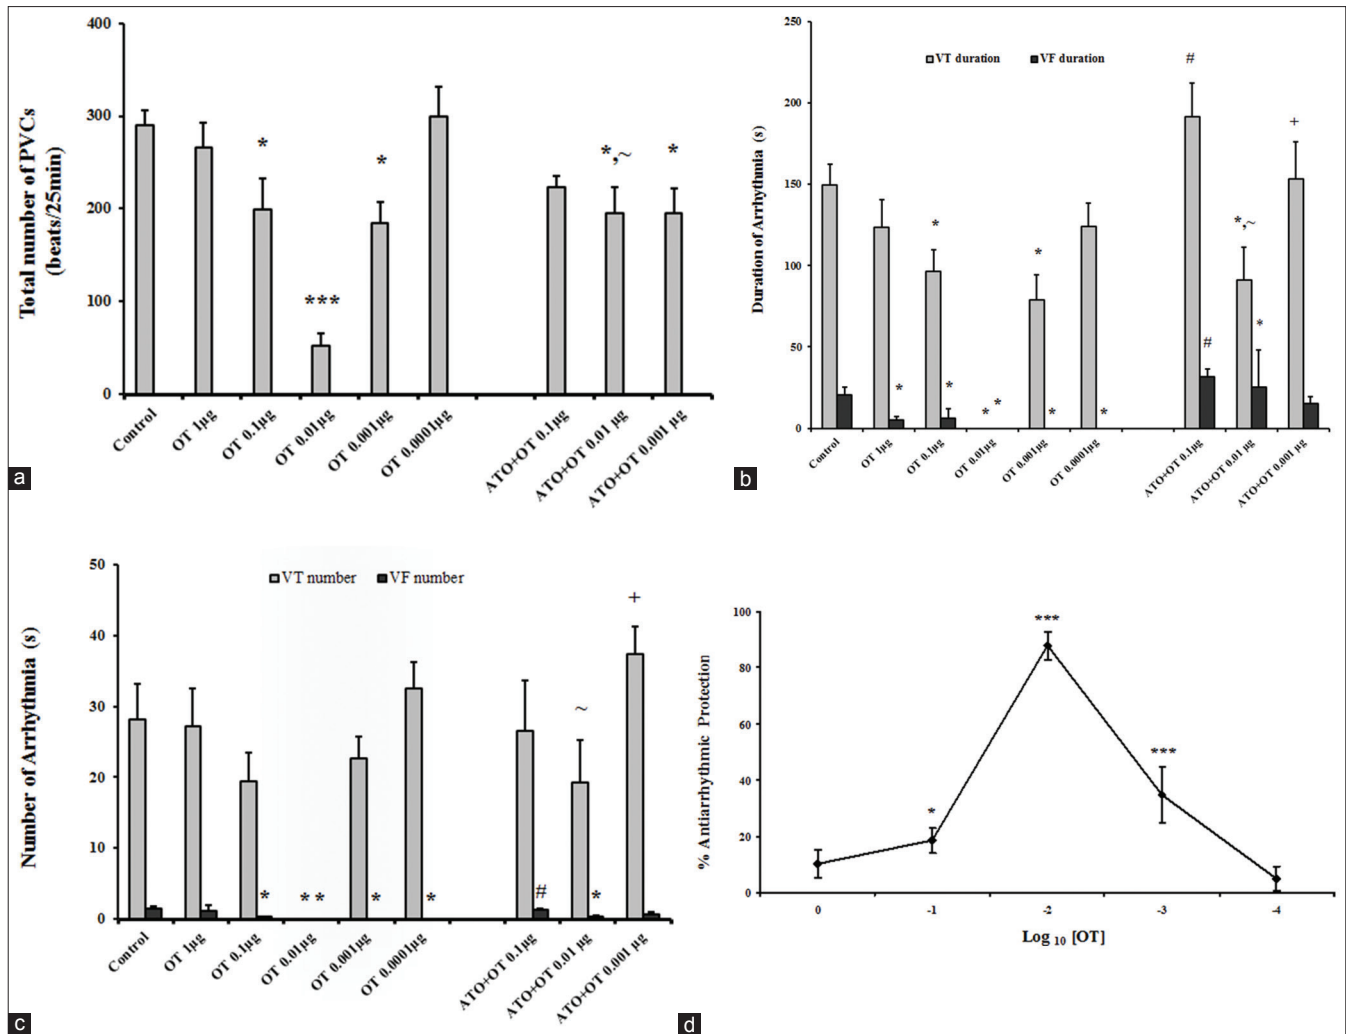 400
300
200
100
0
Total number of PVCs
(beats/25min)
*
***
*
*,~
*
Control
OT 1µg
OT 0.1µg
OT 0.01µg
OT 0.001µg
OT 0.0001µg
ATO+OT 0.1µg
ATO+OT 0.01 µg
ATO+OT 0.001 µg
a
250
200
150
100
50
0
Duration of Arrhythmia (s)
VT duration
VF duration
*
*
*
* *
*
*
*
#
#
*,~
*
+
Control
OT 1µg
OT 0.1µg
OT 0.01µg
OT 0.001µg
OT 0.0001µg
ATO+OT 0.1µg
ATO+OT 0.01 µg
ATO+OT 0.001 µg
b
50
40
30
20
10
0
Number of Arrhythmia (s)
VT number
VF number
*
* *
*
*
#
~
*
+
Control
OT 1µg
OT 0.1µg
OT 0.01µg
OT 0.001µg
OT 0.0001µg
ATO+OT 0.1µg
ATO+OT 0.01 µg
ATO+OT 0.001 µg
c
100
80
60
40
20
0
% Antiarrhythmic Protection
*
***
***
0 -1 -2 -3 -4
Log 10 [OT]
d